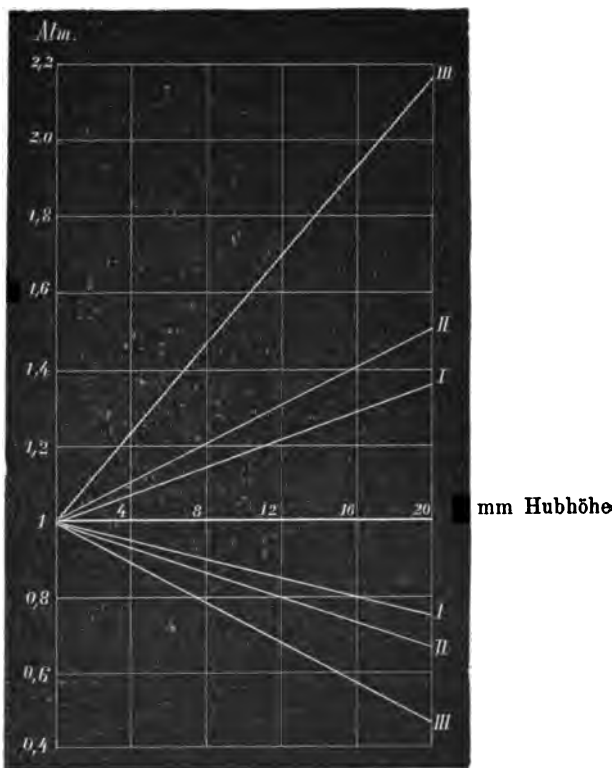 Atm.
2,2
III
2,0
1,8
1,6
II
1,4
I
1,2
1 4 8 12 16 20 mm Hubhöhe
0,8
I
II
0,6
III
0,4